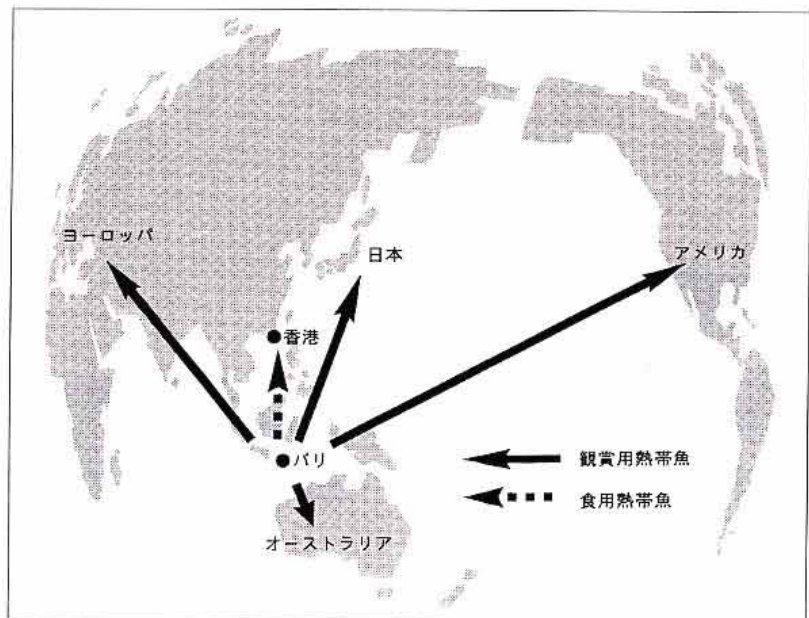 ヨーロッパ
日本
アメリカ
香港
バリ
オーストラリア
観賞用熱帯魚
食用熱帯魚